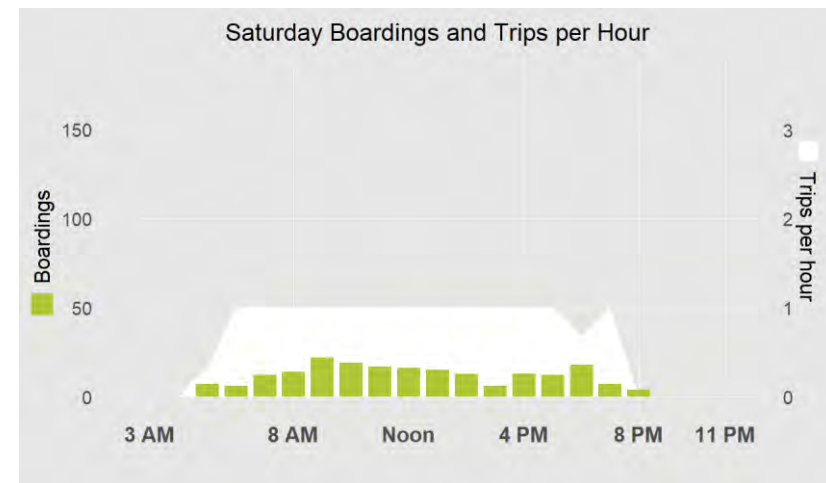 Saturday Boardings and Trips per Hour
150
100
50
0
Boardings
3
2
1
0
Trips per hour
3 AM 8 AM Noon 4 PM 8 PM 11 PM